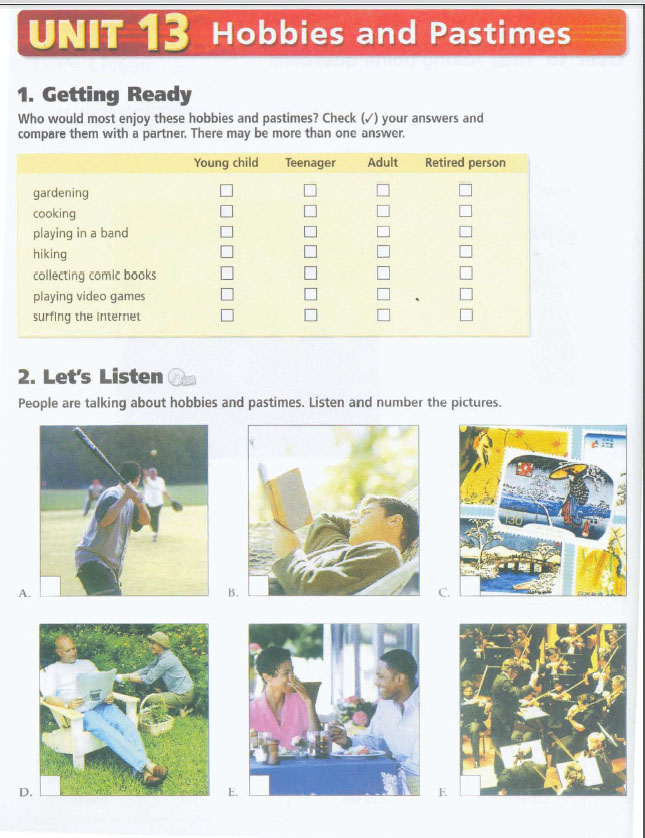 UNIT 13 Hobbies and Pastimes
1. Getting Ready
Who would most enjoy these hobbies and pastimes? Check (✓) your answers and
compare them with a partner. There may be more than one answer.
Young child Teenager Adult Retired person
gardening
cooking
playing in a band
hiking
collecting comic books
playing video games
surfing the Internet
2. Let's Listen
People are talking about hobbies and pastimes. Listen and number the pictures.
130
A. B. C.
D. E. F.